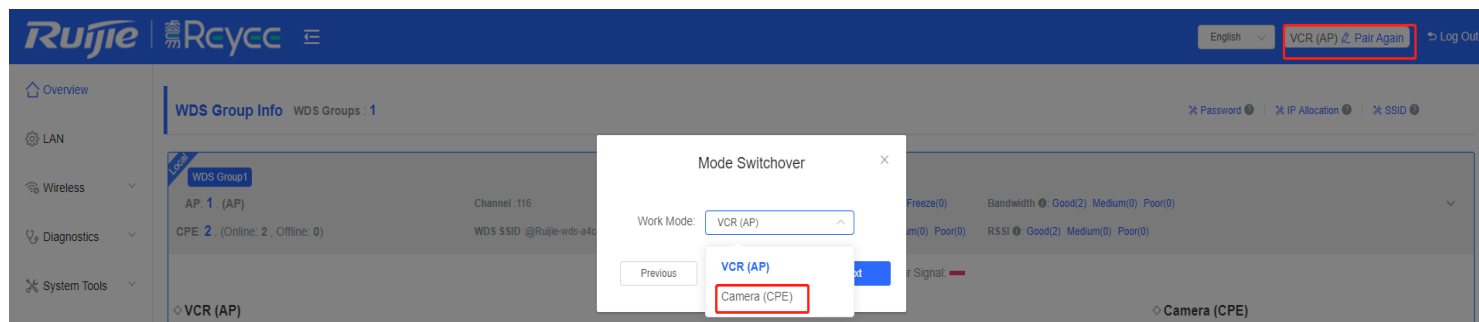 Ruijie Reyee English VCR (AP) Pair Again Log Out
Overview
WDS Group Info WDS Groups : 1 Password IP Allocation SSID
LAN
Mode Switchover
Local
WDS Group1
Wireless
AP: 1 . (AP) Channel :116 Freeze(0) Bandwidth : Good(2) Medium(0) Poor(0)
Work Mode: VCR (AP)
Diagnostics
CPE: 2 . (Online: 2 , Offline: 0) WDS SSID :@Ruijie-wds-a4c Poor(0) RSSI : Good(2) Medium(0) Poor(0)
VCR (AP)
Previous Signal:
System Tools
Camera (CPE)
VCR (AP) Camera (CPE)